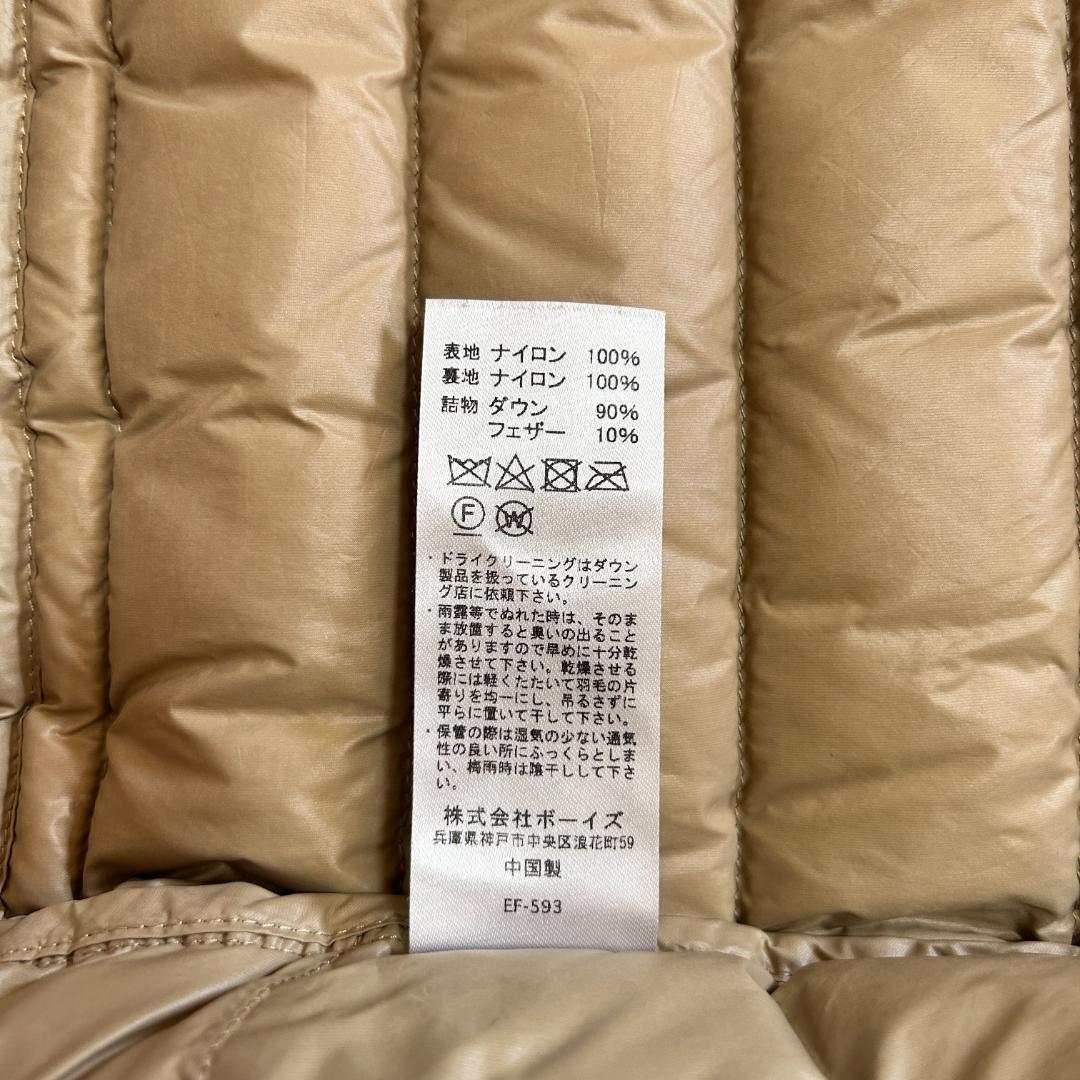 表地 ナイロン 100%
裏地 ナイロン 100%
詰物 ダウン 90%
フェザー 10%
F W
・ドライクリーニングはダウン
製品を扱っているクリーニン
グ店に依頼下さい。
・雨露等でぬれた時は、そのま
ま放置すると臭いの出ること
がありますので早めに十分乾
燥させて下さい。乾燥させる
際には軽くたたいて羽毛の片
寄りを均一にし、吊るさずに
平らに置いて干して下さい。
・保管の際は湿気の少ない通気
性の良い所にふっくらとしま
い、梅雨時は陰干しして下さ
い。
株式会社ボーイズ
兵庫県神戸市中央区浪花町59
中国製
EF-593